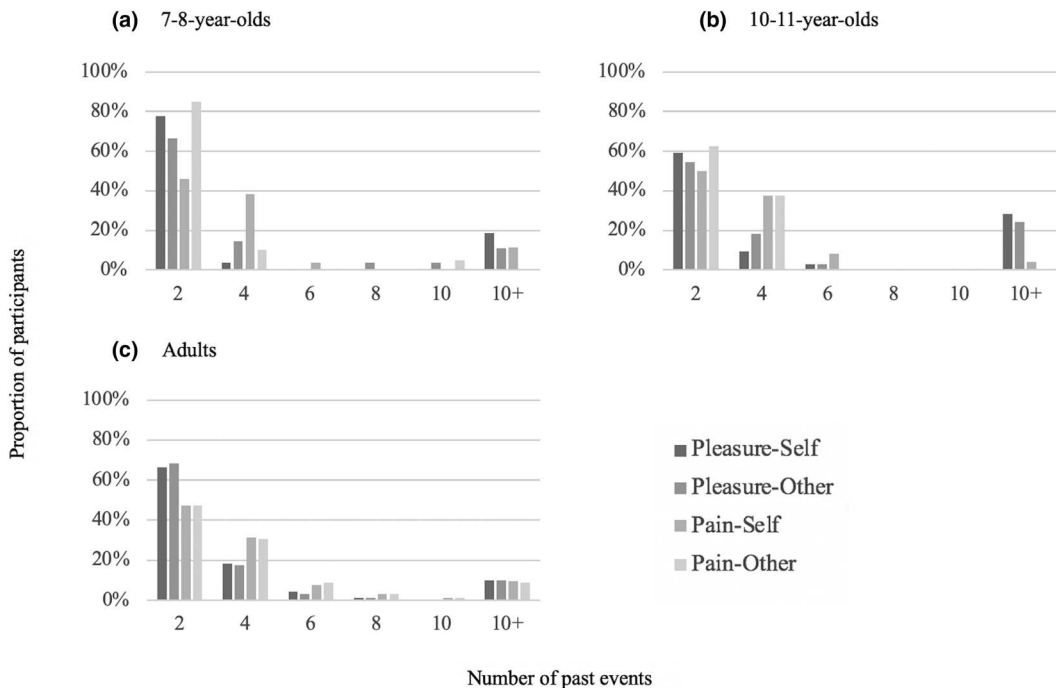 (a) 7-8-year-olds
100%
80%
60%
40%
20%
0%
2 4 6 8 10 10+
(b) 10-11-year-olds
100%
80%
60%
40%
20%
0%
2 4 6 8 10 10+
(c) Adults
100%
80%
60%
40%
20%
0%
2 4 6 8 10 10+
Pleasure-Self
Pleasure-Other
Pain-Self
Pain-Other
Proportion of participants
Number of past events